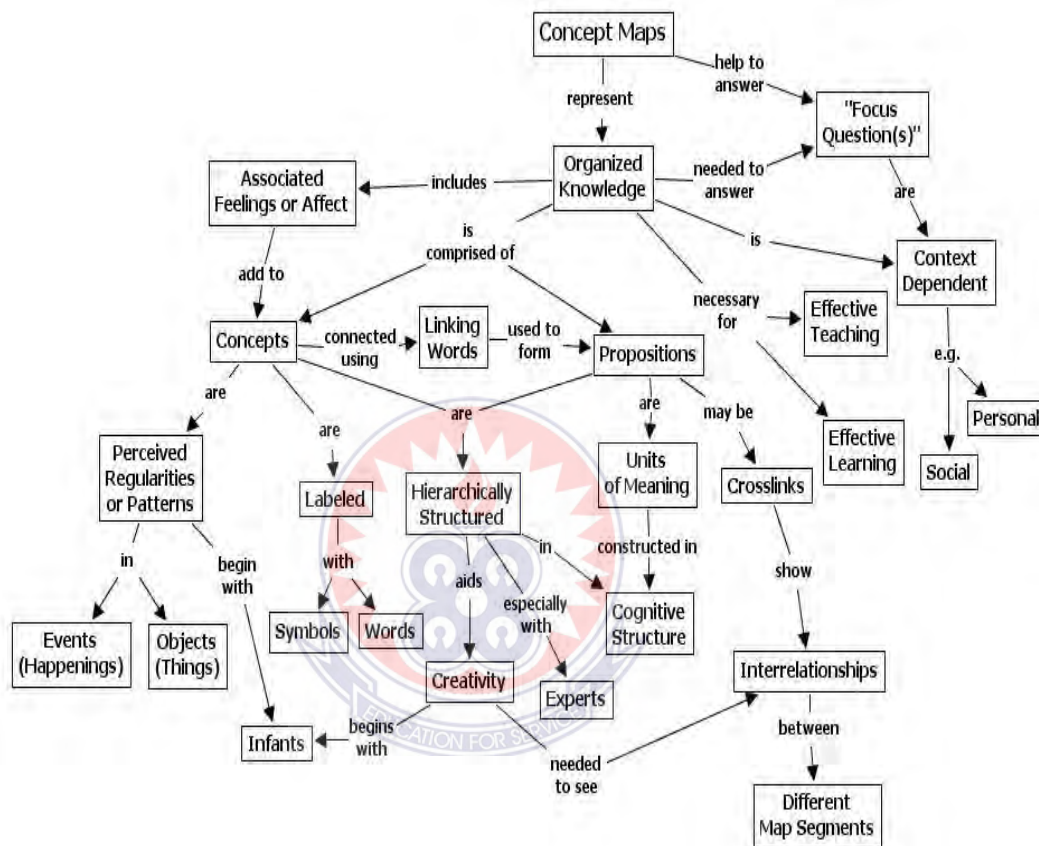 Concept Maps
help to
answer
represent
"Focus
Question(s)"
Organized
Knowledge
needed to
answer
includes
Associated
Feelings or Affect
are
is
comprised of
is
Context
Dependent
add to
necessary
for
Effective
Teaching
Concepts
connected
using
Linking
Words
used to
form
Propositions
e.g.
are
are
are
are
may be
Personal
Perceived
Regularities
or Patterns
Labeled
Hierarchically
Structured
Units
of Meaning
Crosslinks
Effective
Learning
Social
in
begin
with
with
aids
especially
with
in
constructed in
show
Events
(Happenings)
Objects
(Things)
Symbols
Words
Cognitive
Structure
Creativity
Experts
Interrelationships
Infants
begins
with
needed
to see
between
EDUCATION FOR SERVICE
Different
Map Segments